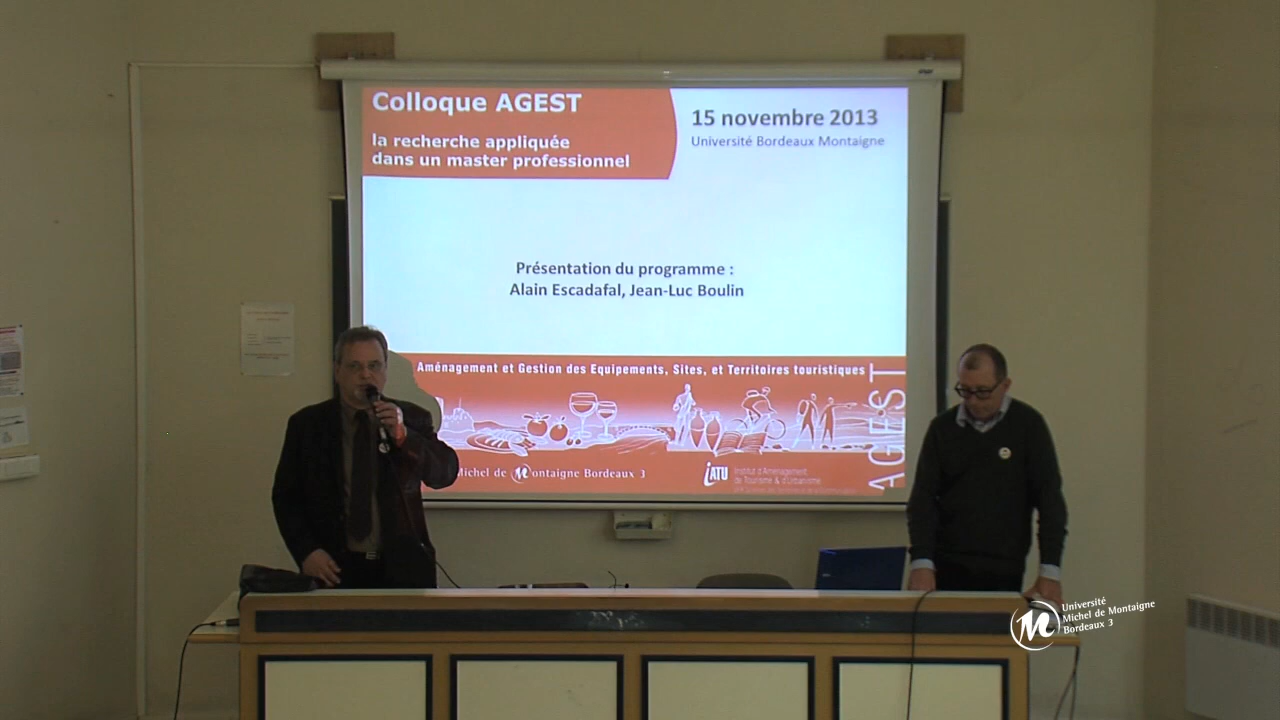 Colloque AGEST
la recherche appliquée
dans un master professionnel
15 novembre 2013
Université Bordeaux Montaigne
Présentation du programme :
Alain Escadafal, Jean-Luc Boulin
Aménagement et Gestion des Equipements, Sites, et Territoires touristiques
AGEST
Michel de Montaigne Bordeaux 3
iATU
Institut d'Aménagement
de Tourisme & d'Urbanisme
Université
Michel de Montaigne
Bordeaux 3